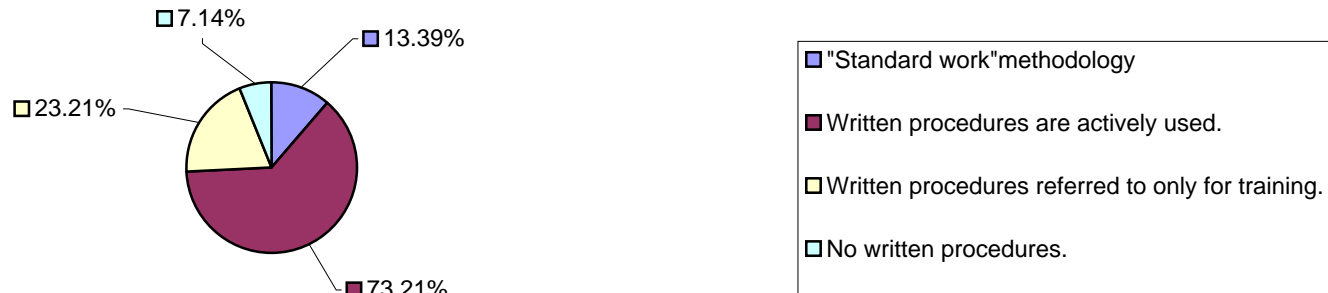 7.14%
13.39%
23.21%
73.21%
"Standard work"methodology
Written procedures are actively used.
Written procedures referred to only for training.
No written procedures.